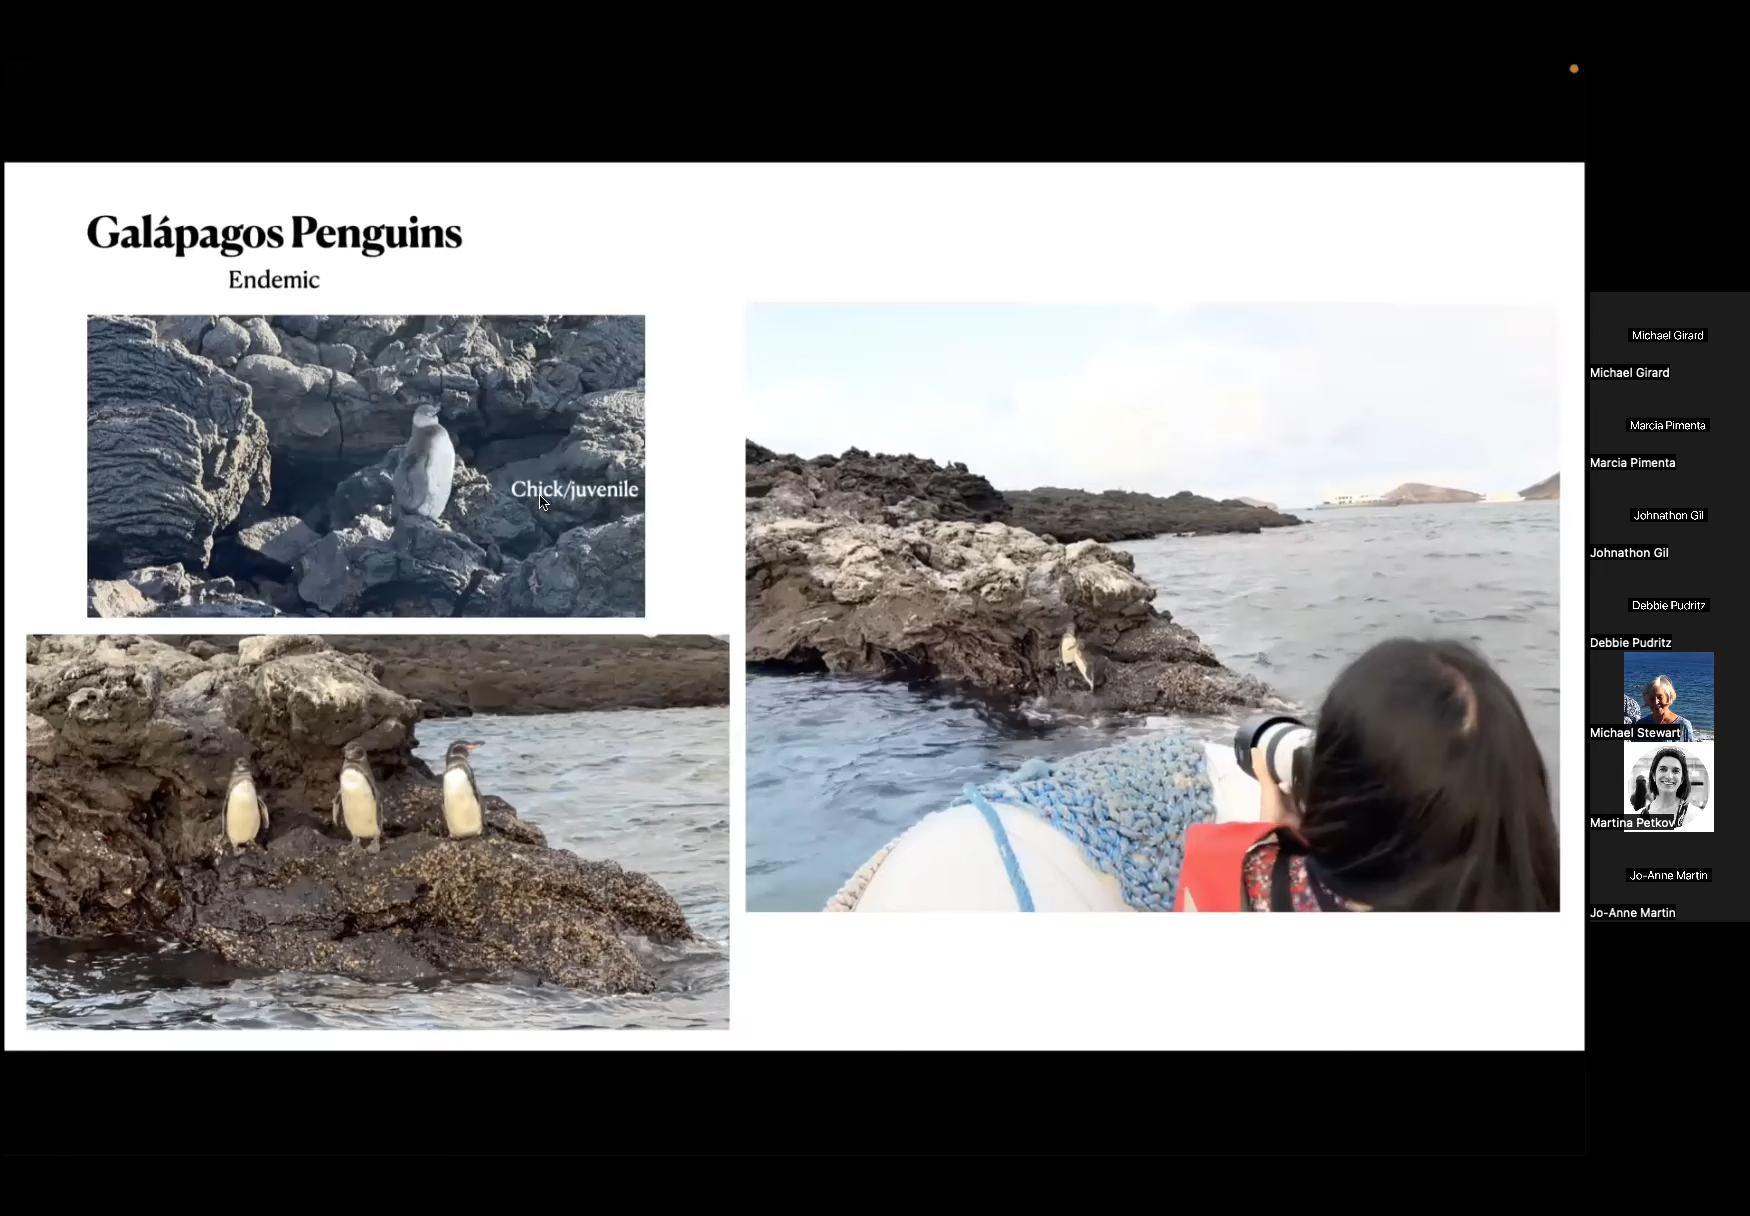 Galápagos Penguins
Endemic
Chick/juvenile
Michael Girard
Michael Girard
Marcia Pimenta
Marcia Pimenta
Johnathon Gil
Johnathon Gil
Debbie Pudritz
Debbie Pudritz
Michael Stewart
Martina Petkov
Jo-Anne Martin
Jo-Anne Martin